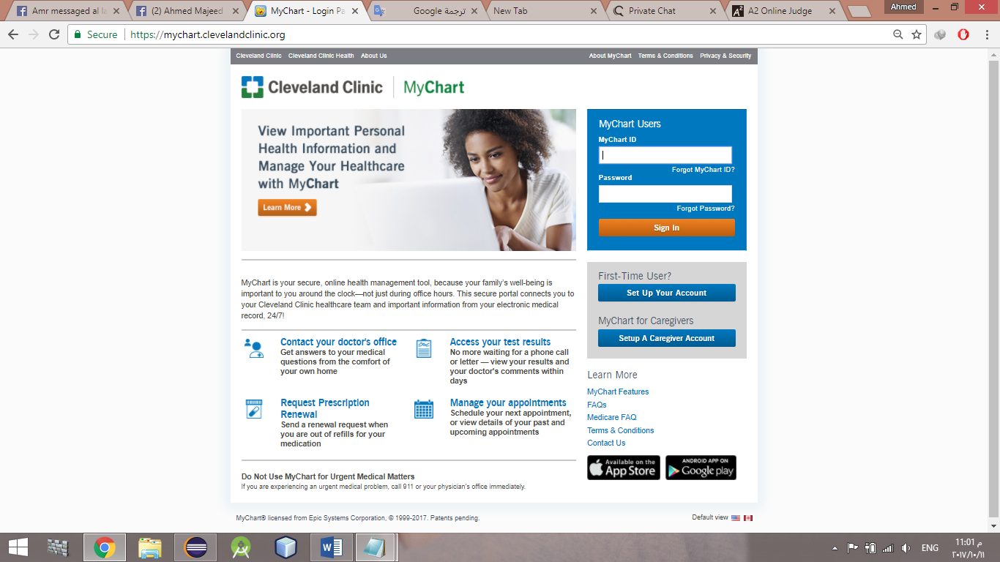 Amr messaged al la
(2) Ahmed Majeed
MyChart - Login Pa
ترجمة Google
New Tab
Private Chat
A2 Online Judge
Ahmed
Secure
https://mychart.clevelandclinic.org
Cleveland Clinic Cleveland Clinic Health About Us
About MyChart Terms & Conditions Privacy & Security
Cleveland Clinic MyChart
View Important Personal
Health Information and
Manage Your Healthcare
with MyChart
Learn More
MyChart Users
MyChart ID
Forgot MyChart ID?
Password
Forgot Password?
Sign In
MyChart is your secure, online health management tool, because your family's well-being is
important to you around the clock—not just during office hours. This secure portal connects you to
your Cleveland Clinic healthcare team and important information from your electronic medical
record, 24/7!
First-Time User?
Set Up Your Account
MyChart for Caregivers
Setup A Caregiver Account
Contact your doctor's office
Get answers to your medical
questions from the comfort of
your own home
Access your test results
No more waiting for a phone call
or letter — view your results and
your doctor's comments within
days
Request Prescription
Renewal
Send a renewal request when
you are out of refills for your
medication
Manage your appointments
Schedule your next appointment,
or view details of your past and
upcoming appointments
Learn More
MyChart Features
FAQs
Medicare FAQ
Terms & Conditions
Contact Us
Available on the
App Store
ANDROID APP ON
Google play
Do Not Use MyChart for Urgent Medical Matters
If you are experiencing an urgent medical problem, call 911 or your physician's office immediately.
MyChart® licensed from Epic Systems Corporation, © 1999-2017. Patents pending.
Default view
ENG
11:01 م
٢٠١٧/١٠/١١